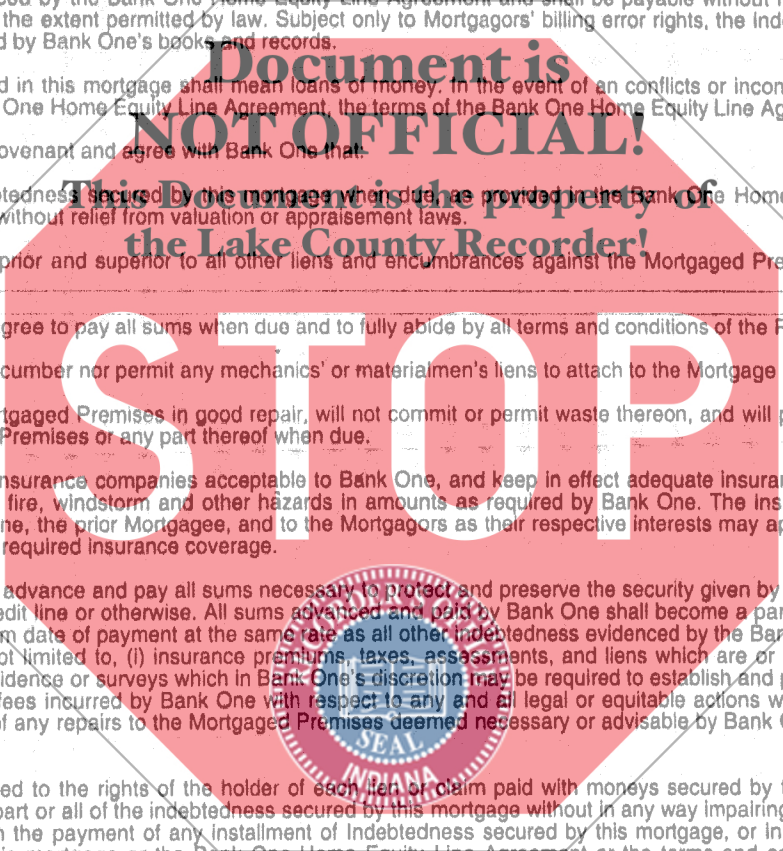 the extent permitted by law. Subject only to Mortgagors' billing error rights, the Ind
d by Bank One's books and records.
Document is
d in this mortgage shall mean loans of money. In the event of an conflicts or incon
One Home Equity Line Agreement, the terms of the Bank One Home Equity Line Ag
NOT OFFICIAL!
ovenant and agree with Bank One that:
This Document is the property of
btedness secured by this mortgage when due, as provided in the Bank One Home
without relief from valuation or appraisement laws.
the Lake County Recorder!
prior and superior to all other liens and encumbrances against the Mortgaged Pre
gree to pay all sums when due and to fully abide by all terms and conditions of the F
STOP
cumber nor permit any mechanics' or materialmen's liens to attach to the Mortgage
rtgaged Premises in good repair, will not commit or permit waste thereon, and will p
Premises or any part thereof when due.
nsurance companies acceptable to Bank One, and keep in effect adequate insuran
fire, windstorm and other hazards in amounts as required by Bank One. The ins
ne, the prior Mortgagee, and to the Mortgagors as their respective interests may ap
required insurance coverage.
advance and pay all sums necessary to protect and preserve the security given by
edit line or otherwise. All sums advanced and paid by Bank One shall become a par
m date of payment at the same rate as all other indebtedness evidenced by the Ban
ot limited to, (i) insurance premiums, taxes, assessments, and liens which are or
idence or surveys which in Bank One's discretion may be required to establish and p
fees incurred by Bank One with respect to any and all legal or equitable actions w
of any repairs to the Mortgaged Premises deemed necessary or advisable by Bank O
SEAL
INDIANA
ed to the rights of the holder of each lien or claim paid with moneys secured by t
part or all of the indebtedness secured by this mortgage without in any way impairing
n the payment of any installment of Indebtedness secured by this mortgage, or in